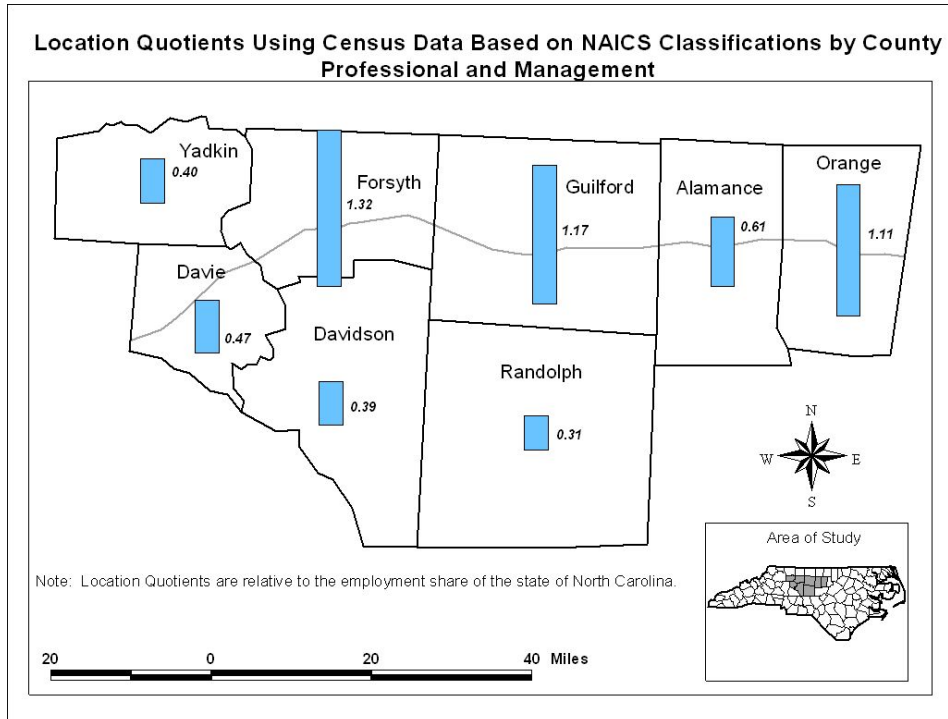 Location Quotients Using Census Data Based on NAICS Classifications by County
Professional and Management
Yadkin
0.40
Forsyth
1.32
Guilford
1.17
Alamance
0.61
Orange
1.11
Davie
0.47
Davidson
0.39
Randolph
0.31
N
W
E
S
Area of Study
Note: Location Quotients are relative to the employment share of the state of North Carolina.
20 0 20 40 Miles